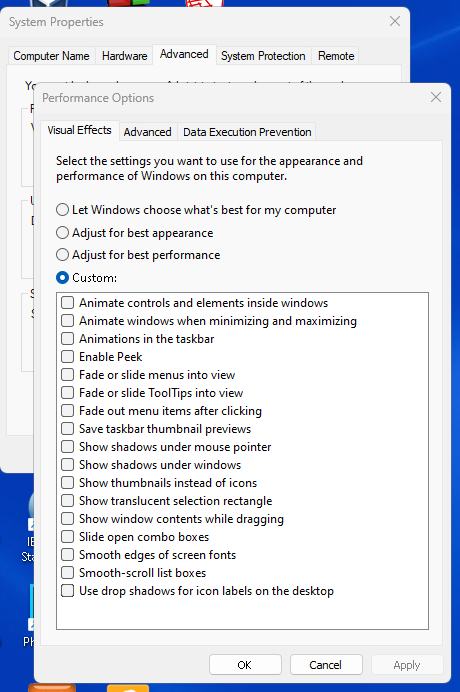 System Properties
Computer Name
Hardware
Advanced
System Protection
Remote
Performance Options
Visual Effects
Advanced
Data Execution Prevention
Select the settings you want to use for the appearance and
performance of Windows on this computer.
Let Windows choose what's best for my computer
Adjust for best appearance
Adjust for best performance
Custom:
Animate controls and elements inside windows
Animate windows when minimizing and maximizing
Animations in the taskbar
Enable Peek
Fade or slide menus into view
Fade or slide ToolTips into view
Fade out menu items after clicking
Save taskbar thumbnail previews
Show shadows under mouse pointer
Show shadows under windows
Show thumbnails instead of icons
Show translucent selection rectangle
Show window contents while dragging
Slide open combo boxes
Smooth edges of screen fonts
Smooth-scroll list boxes
Use drop shadows for icon labels on the desktop
OK
Cancel
Apply